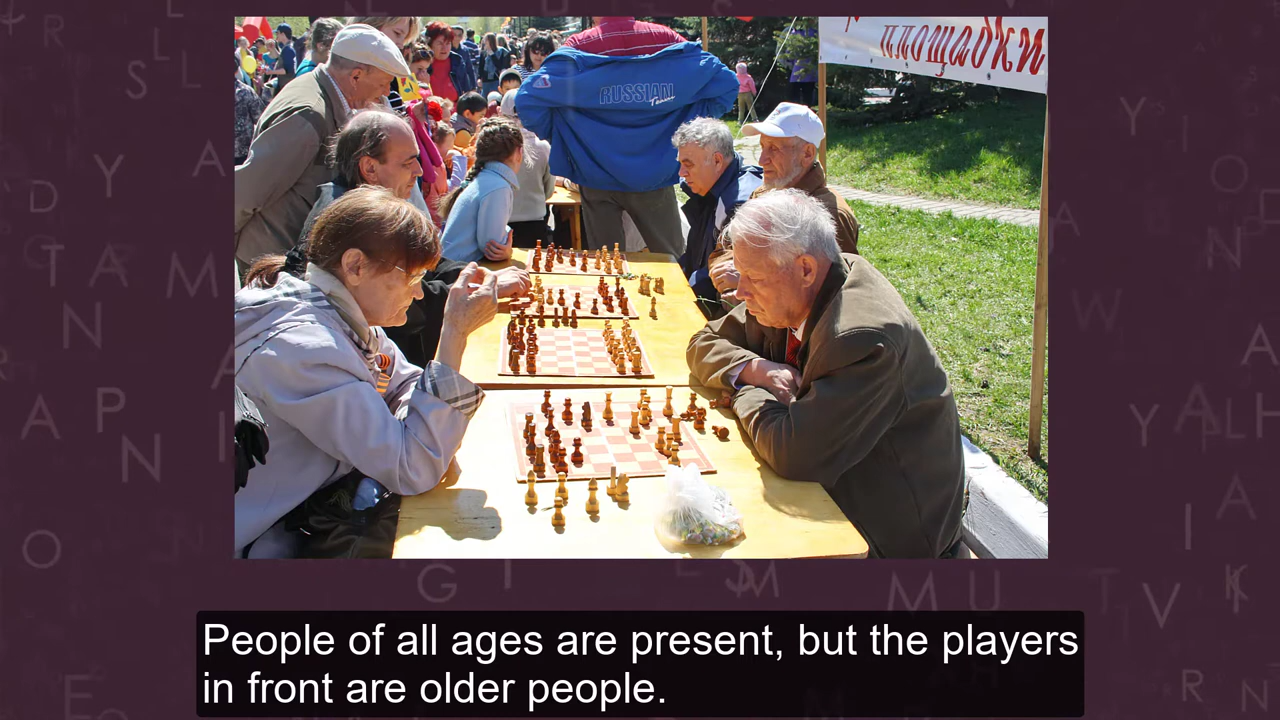 площадки
RUSSIAN
People of all ages are present, but the players
in front are older people.